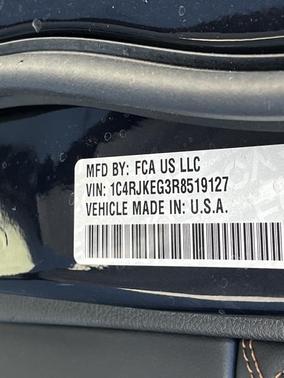 MFD BY: FCA US LLC
VIN: 1C4RJKEG3R8519127
VEHICLE MADE IN: U.S.A.